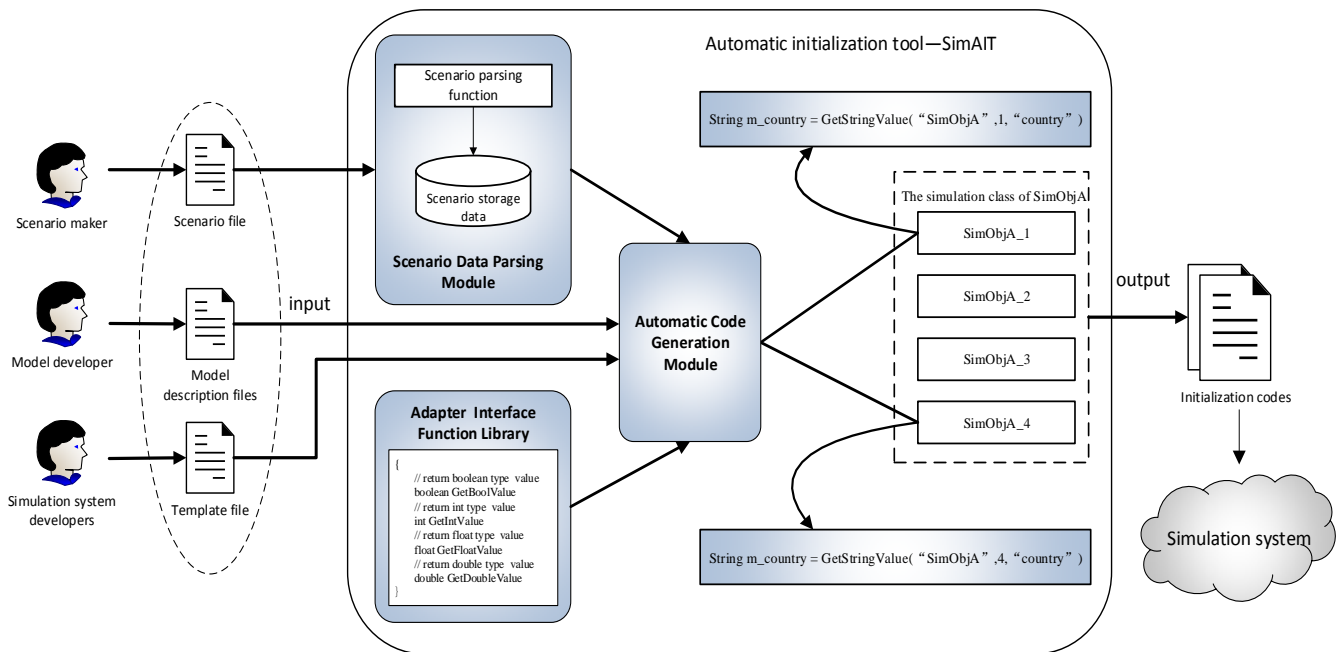 Automatic initialization tool—SimAIT
Scenario parsing
function
Scenario storage
data
Scenario Data Parsing
Module
Scenario maker
Scenario file
input
Model developer
Model
description files
Simulation system
developers
Template file
Adapter Interface
Function Library
{
// return boolean type value
boolean GetBoolValue
// return int type value
int GetIntValue
// return float type value
float GetFloatValue
// return double type value
double GetDoubleValue
}
Automatic Code
Generation
Module
String m_country = GetStringValue( “SimObjA” ,1, “country” )
The simulation class of SimObjA
SimObjA_1
SimObjA_2
SimObjA_3
SimObjA_4
String m_country = GetStringValue( “SimObjA” ,4, “country” )
output
Initialization codes
Simulation system